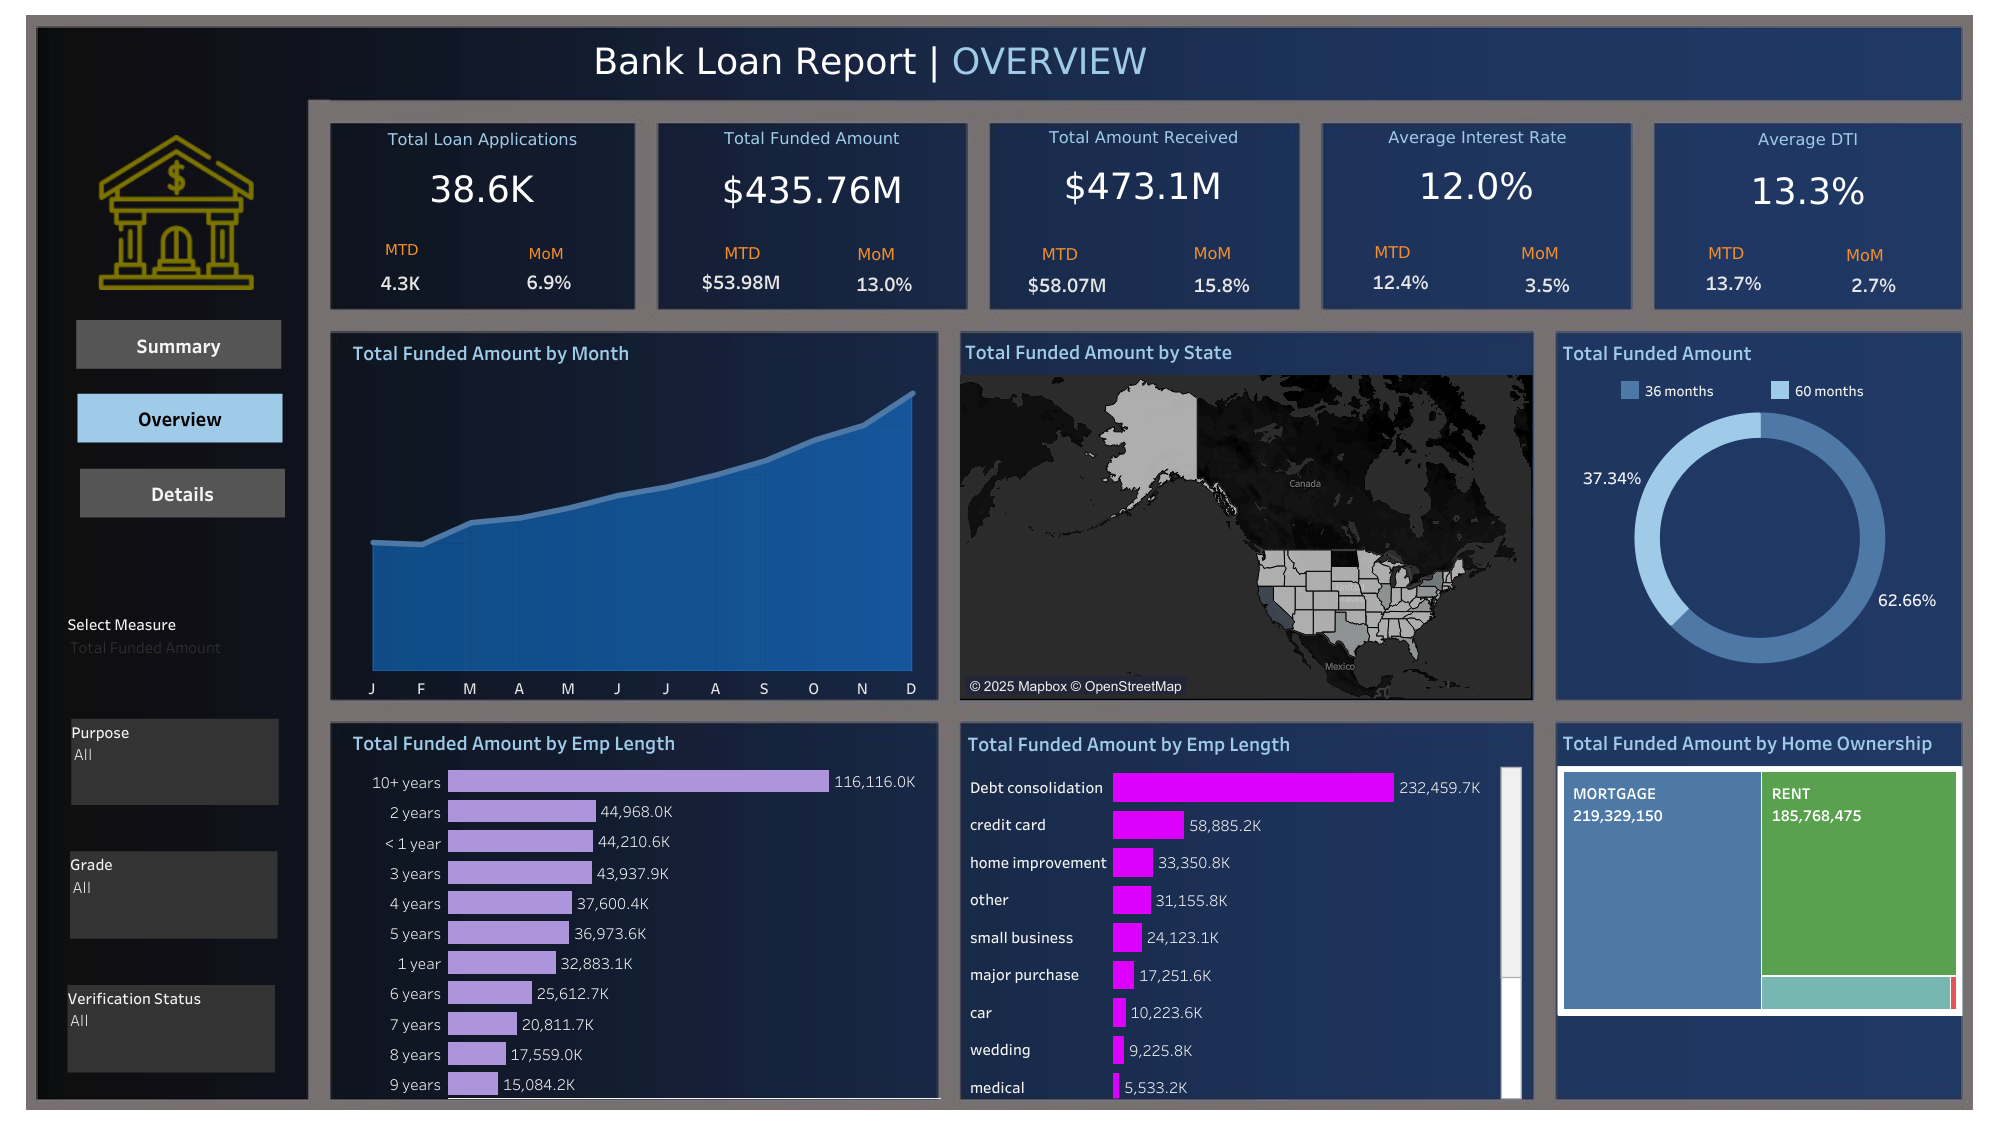 Bank Loan Report | OVERVIEW
$
Summary
Overview
Details
Select Measure
Total Funded Amount
Purpose
All
Grade
All
Verification Status
All
Total Loan Applications
38.6K
MTD MoM
4.3K 6.9%
Total Funded Amount
$435.76M
MTD MoM
$53.98M 13.0%
Total Amount Received
$473.1M
MTD MoM
$58.07M 15.8%
Average Interest Rate
12.0%
MTD MoM
12.4% 3.5%
Average DTI
13.3%
MTD MoM
13.7% 2.7%
Total Funded Amount by Month
J F M A M J J A S O N D
Total Funded Amount by State
Canada
Mexico
© 2025 Mapbox © OpenStreetMap
Total Funded Amount
36 months 60 months
37.34%
62.66%
Total Funded Amount by Emp Length
10+ years 116,116.0K
2 years 44,968.0K
< 1 year 44,210.6K
3 years 43,937.9K
4 years 37,600.4K
5 years 36,973.6K
1 year 32,883.1K
6 years 25,612.7K
7 years 20,811.7K
8 years 17,559.0K
9 years 15,084.2K
Total Funded Amount by Emp Length
Debt consolidation 232,459.7K
credit card 58,885.2K
home improvement 33,350.8K
other 31,155.8K
small business 24,123.1K
major purchase 17,251.6K
car 10,223.6K
wedding 9,225.8K
medical 5,533.2K
Total Funded Amount by Home Ownership
MORTGAGE
219,329,150
RENT
185,768,475